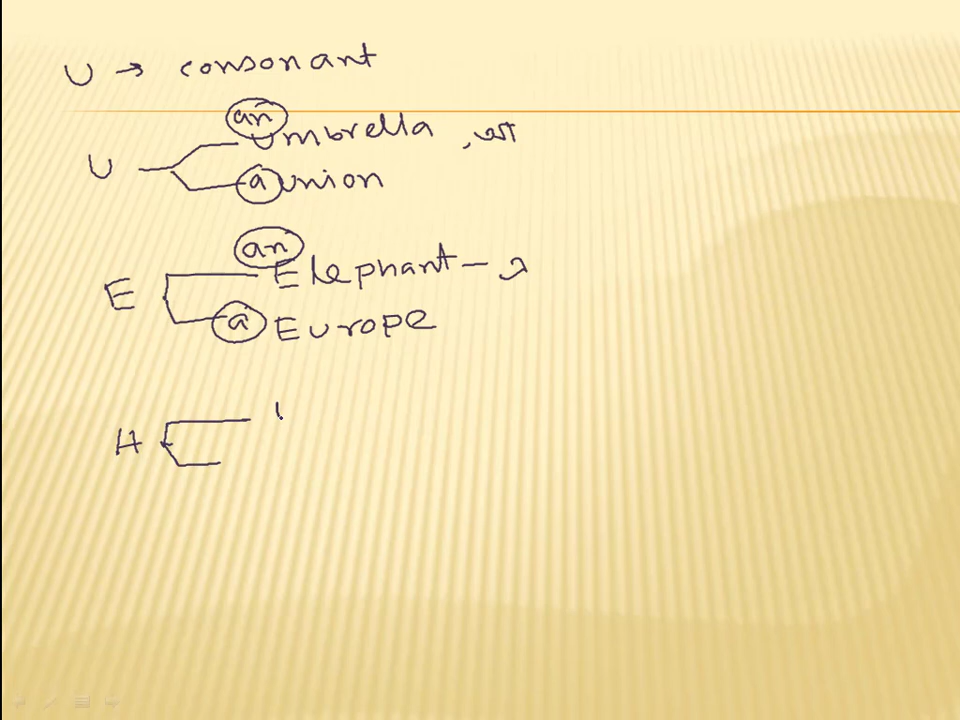 U → consonant
an
Umbrella ,
U
a union
an
Elephant -
E
a Europe
H